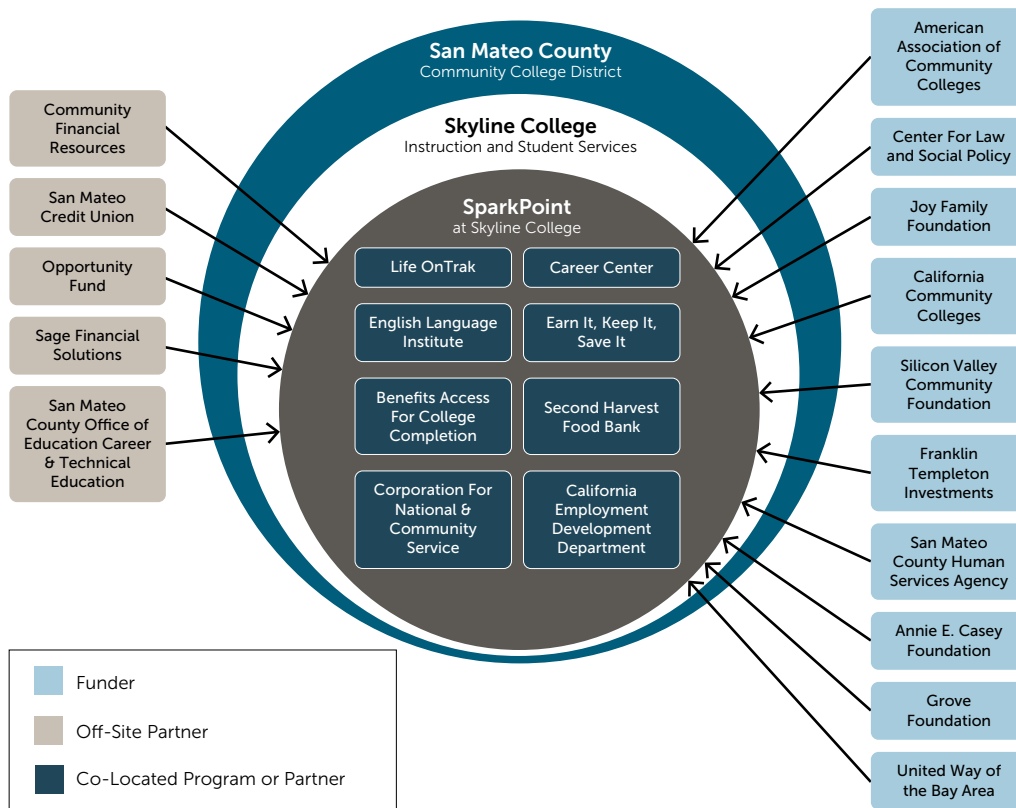 San Mateo County
Community College District
Skyline College
Instruction and Student Services
SparkPoint
at Skyline College
Life OnTrak
Career Center
English Language
Institute
Earn It, Keep It,
Save It
Benefits Access
For College
Completion
Second Harvest
Food Bank
Corporation For
National &
Community
Service
California
Employment
Development
Department
Community
Financial
Resources
San Mateo
Credit Union
Opportunity
Fund
Sage Financial
Solutions
San Mateo
County Office of
Education Career
& Technical
Education
American
Association of
Community
Colleges
Center For Law
and Social Policy
Joy Family
Foundation
California
Community
Colleges
Silicon Valley
Community
Foundation
Franklin
Templeton
Investments
San Mateo
County Human
Services Agency
Annie E. Casey
Foundation
Grove
Foundation
United Way of
the Bay Area
Funder
Off-Site Partner
Co-Located Program or Partner